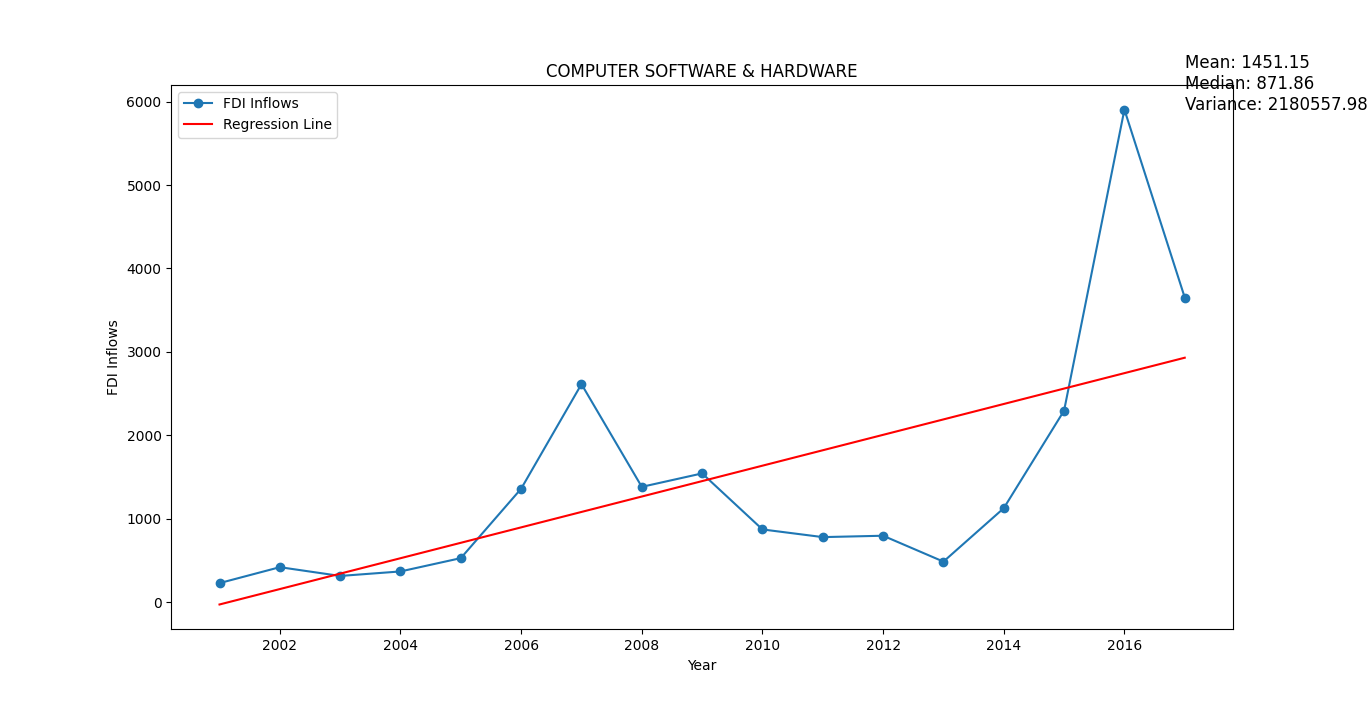 COMPUTER SOFTWARE & HARDWARE
Mean: 1451.15
Median: 871.86
Variance: 2180557.98
FDI Inflows
Regression Line
6000
5000
4000
3000
2000
1000
0
FDI Inflows
2002
2004
2006
2008
2010
2012
2014
2016
Year